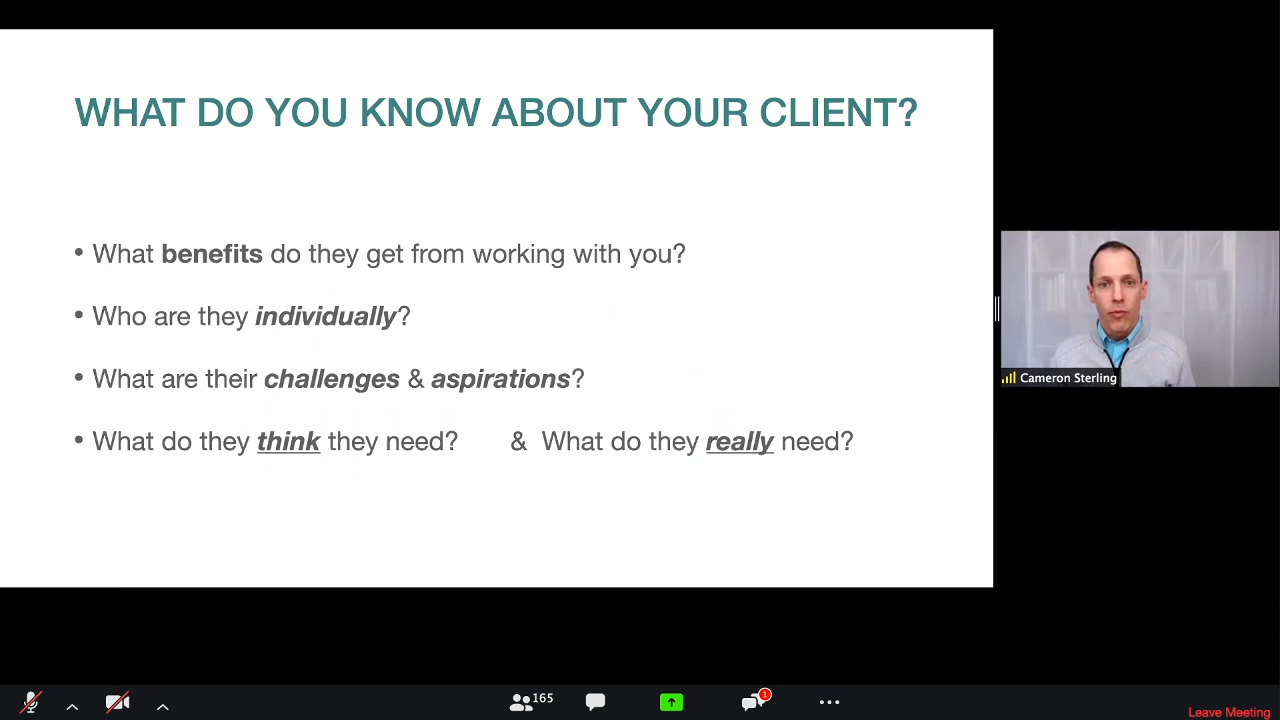 WHAT DO YOU KNOW ABOUT YOUR CLIENT?
• What benefits do they get from working with you?
• Who are they individually?
• What are their challenges & aspirations?
• What do they think they need? & What do they really need?
Cameron Sterling
165
1
Leave Meeting